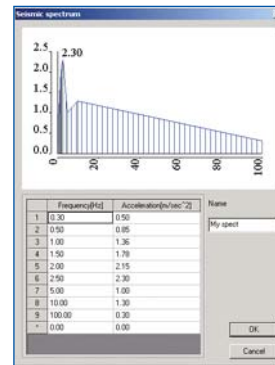 Seismic spectrum
2.5
2.30
2.0
1.5
1.0
0.5
0.0
0 20 40 60 80 100
Frequency[Hz] Acceleration[m/sec^2]
1 0.30 0.50
2 0.50 0.85
3 1.00 1.36
4 1.50 1.78
5 2.00 2.15
6 2.50 2.30
7 5.00 1.00
8 10.00 1.30
9 100.00 0.30
* 0.00 0.00
Name
My spect
OK
Cancel